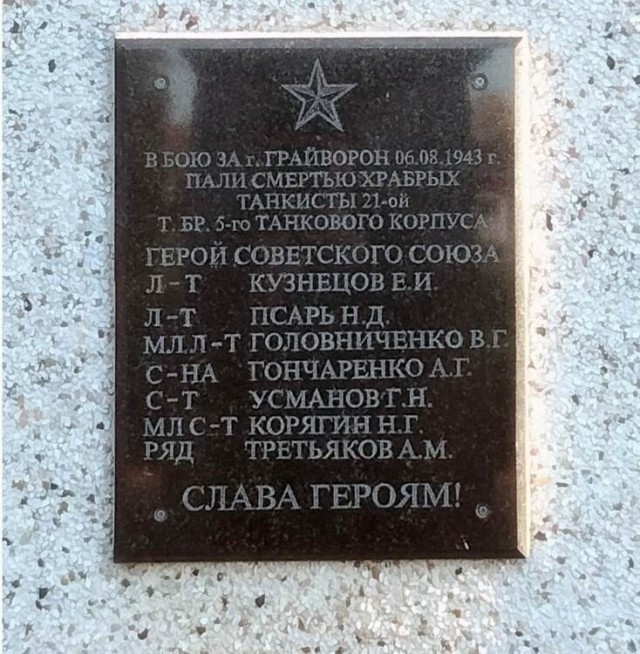 В БОЮ ЗА г. ГРАЙВОРОН 06.08.1943 г.
ПАЛИ СМЕРТЬЮ ХРАБРЫХ
ТАНКИСТЫ 21-ой
Т. БР. 5-го ТАНКОВОГО КОРПУСА
ГЕРОЙ СОВЕТСКОГО СОЮЗА
Л-Т КУЗНЕЦОВ Е.И.
Л-Т ПСАРЬ Н.Д.
МЛ.Л-Т ГОЛОВНИЧЕНКО В.Г.
С-НА ГОНЧАРЕНКО А.Г.
С-Т УСМАНОВ Г.Н.
МЛ С-Т КОРЯГИН Н.Г.
РЯД ТРЕТЬЯКОВ А.М.
СЛАВА ГЕРОЯМ!